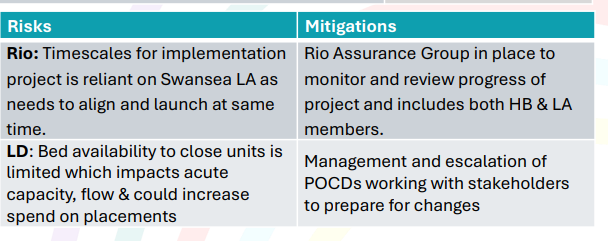 Risks
Mitigations
Rio: Timescales for implementation
project is reliant on Swansea LA as
needs to align and launch at same
time.
Rio Assurance Group in place to
monitor and review progress of
project and includes both HB & LA
members.
LD: Bed availability to close units is
limited which impacts acute
capacity, flow & could increase
spend on placements
Management and escalation of
POCDs working with stakeholders
to prepare for changes